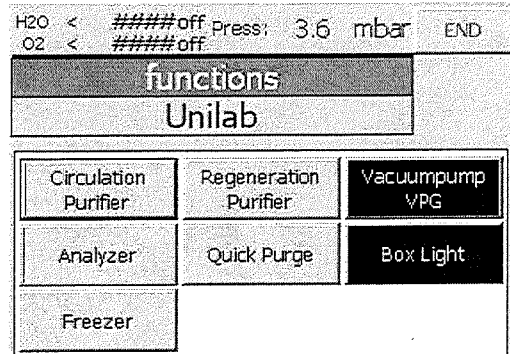 H2O < ####off Press: 3.6 mbar END
O2 < ####off
functions
Unilab
Circulation Purifier
Regeneration Purifier
Vacuumpump VPG
Analyzer
Quick Purge
Box Light
Freezer